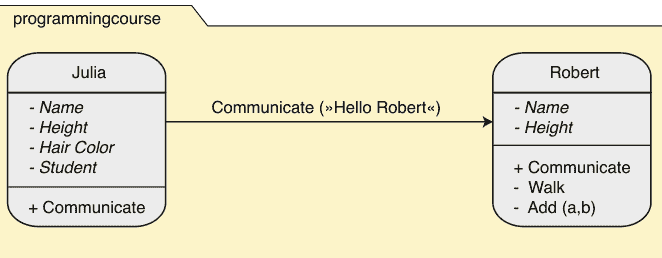 programmingcourse
Julia
- Name
- Height
- Hair Color
- Student
+ Communicate
Communicate (»Hello Robert«)
Robert
- Name
- Height
+ Communicate
- Walk
- Add (a,b)